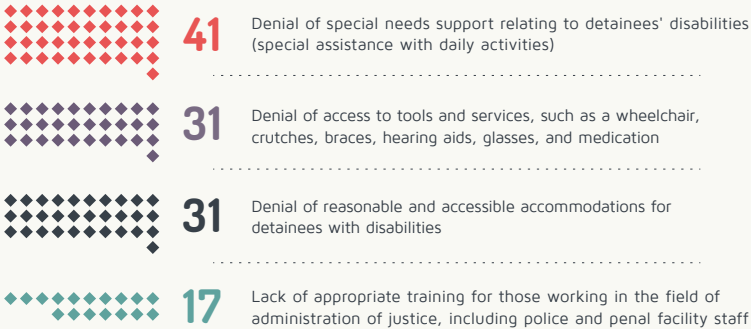 41
Denial of special needs support relating to detainees' disabilities
(special assistance with daily activities)
31
Denial of access to tools and services, such as a wheelchair,
crutches, braces, hearing aids, glasses, and medication
31
Denial of reasonable and accessible accommodations for
detainees with disabilities
17
Lack of appropriate training for those working in the field of
administration of justice, including police and penal facility staff